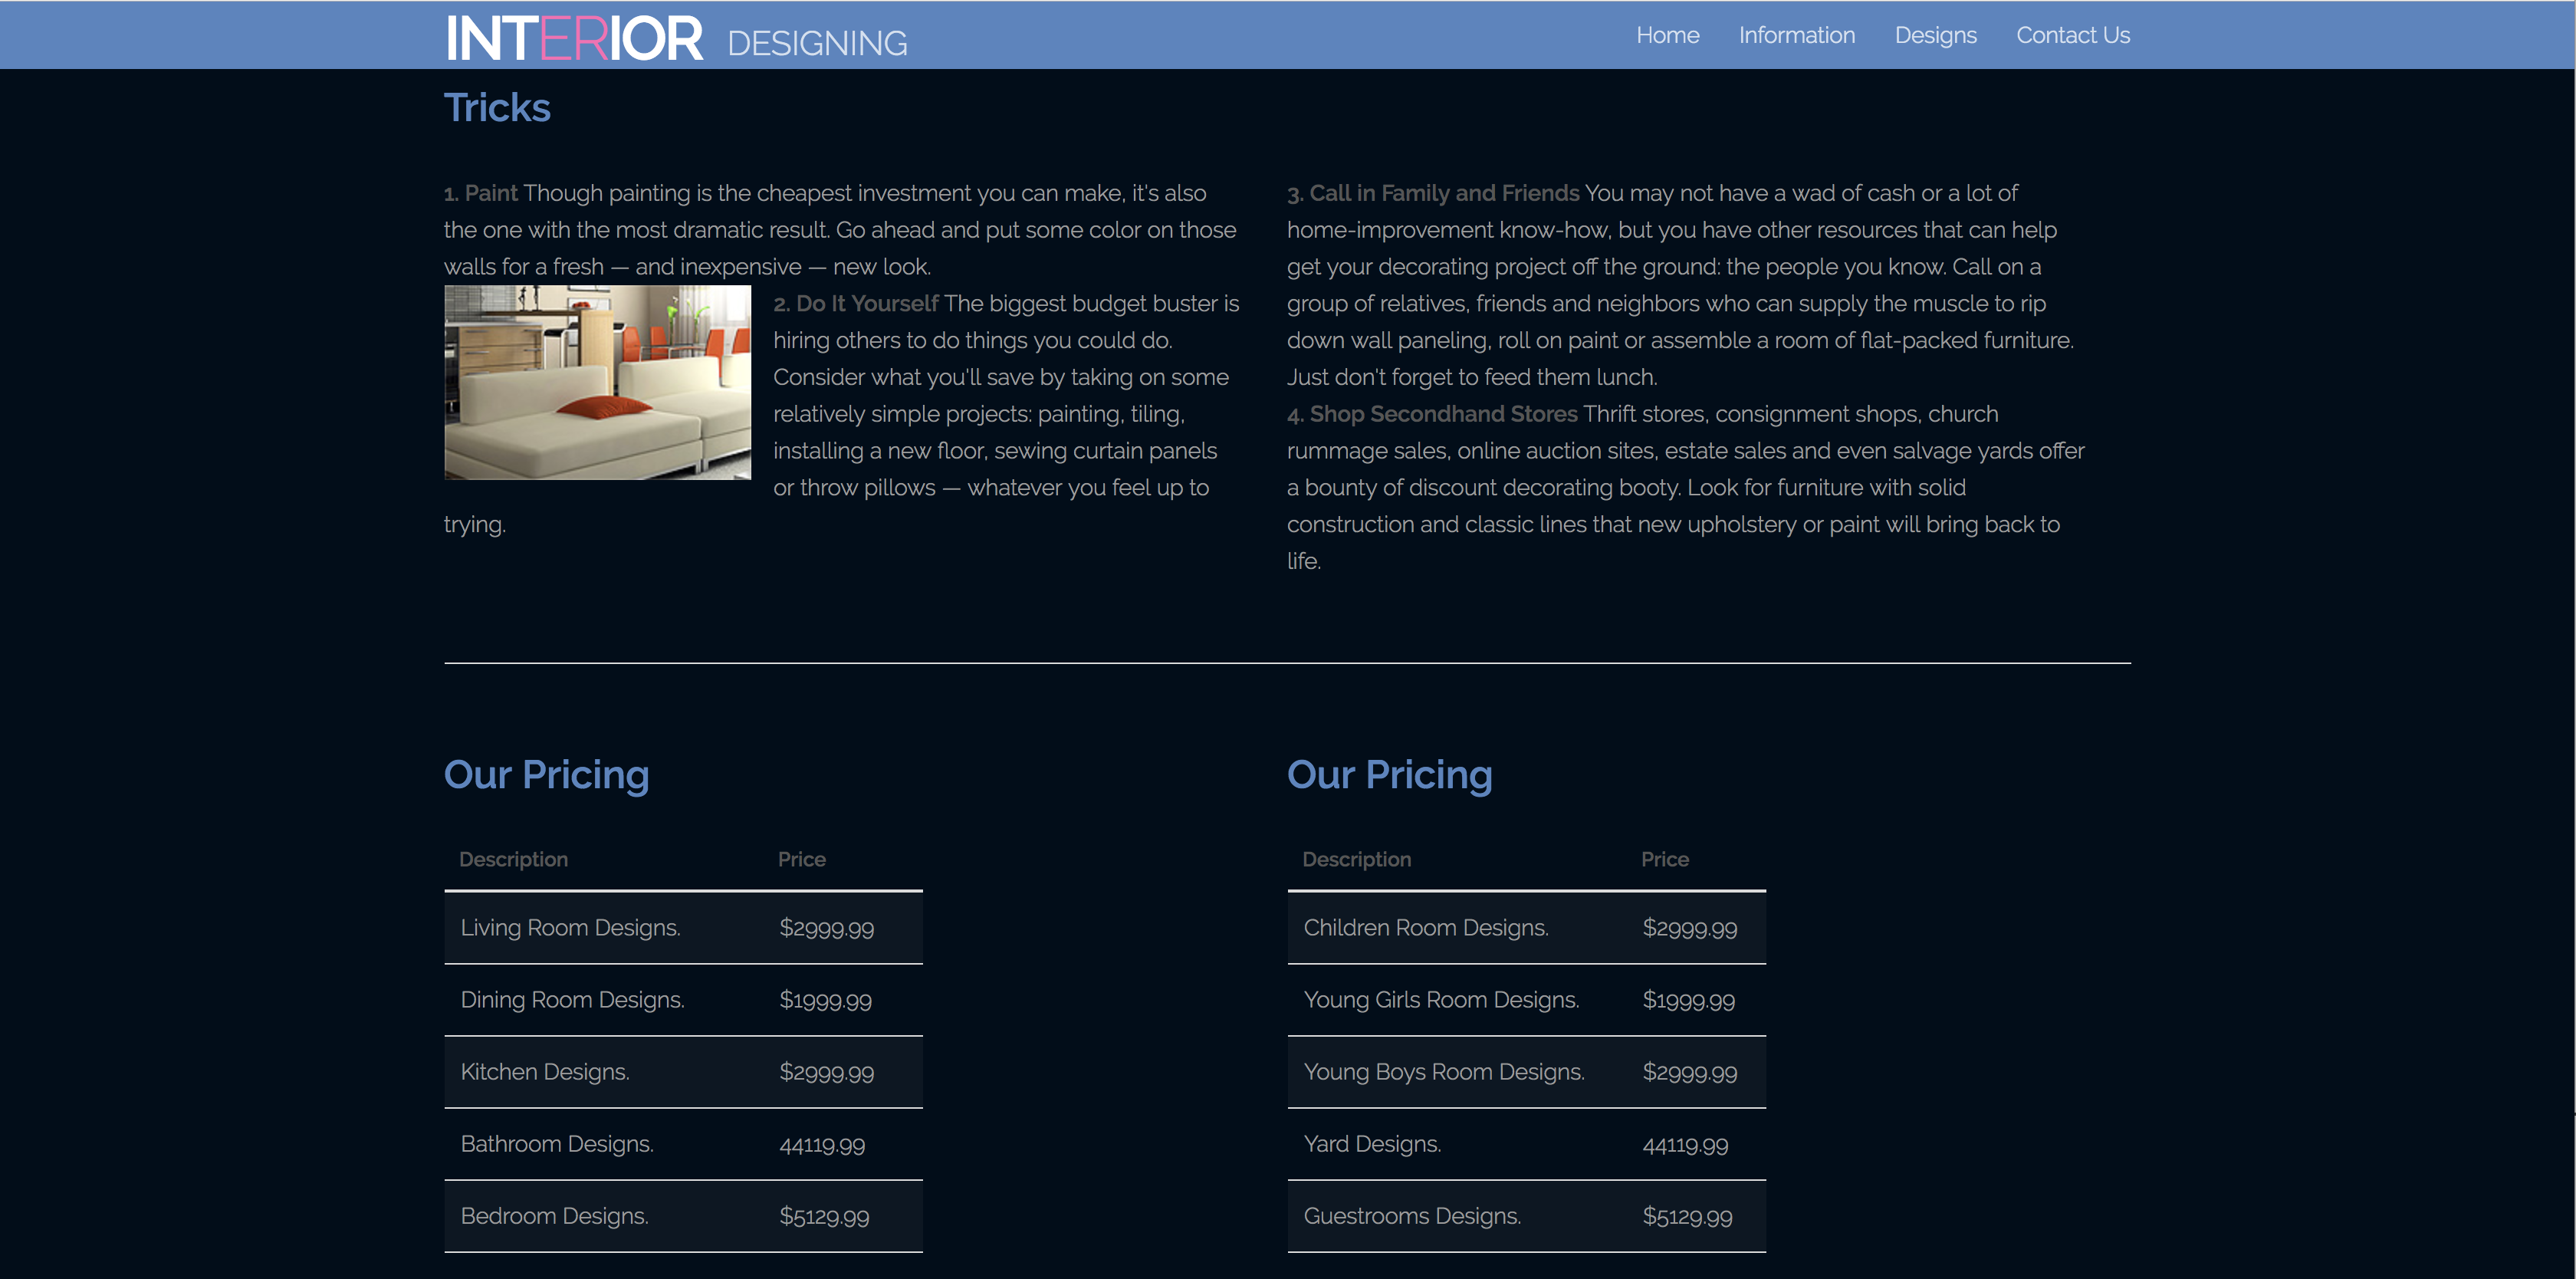 INTERIOR DESIGNING
Home Information Designs Contact Us
Tricks
1. Paint Though painting is the cheapest investment you can make, it's also
the one with the most dramatic result. Go ahead and put some color on those
walls for a fresh — and inexpensive — new look.
2. Do It Yourself The biggest budget buster is
hiring others to do things you could do.
Consider what you'll save by taking on some
relatively simple projects: painting, tiling,
installing a new floor, sewing curtain panels
or throw pillows — whatever you feel up to
trying.
3. Call in Family and Friends You may not have a wad of cash or a lot of
home-improvement know-how, but you have other resources that can help
get your decorating project off the ground: the people you know. Call on a
group of relatives, friends and neighbors who can supply the muscle to rip
down wall paneling, roll on paint or assemble a room of flat-packed furniture.
Just don't forget to feed them lunch.
4. Shop Secondhand Stores Thrift stores, consignment shops, church
rummage sales, online auction sites, estate sales and even salvage yards offer
a bounty of discount decorating booty. Look for furniture with solid
construction and classic lines that new upholstery or paint will bring back to
life.
Our Pricing
Description Price
Living Room Designs. $2999.99
Dining Room Designs. $1999.99
Kitchen Designs. $2999.99
Bathroom Designs. 44119.99
Bedroom Designs. $5129.99
Our Pricing
Description Price
Children Room Designs. $2999.99
Young Girls Room Designs. $1999.99
Young Boys Room Designs. $2999.99
Yard Designs. 44119.99
Guestrooms Designs. $5129.99